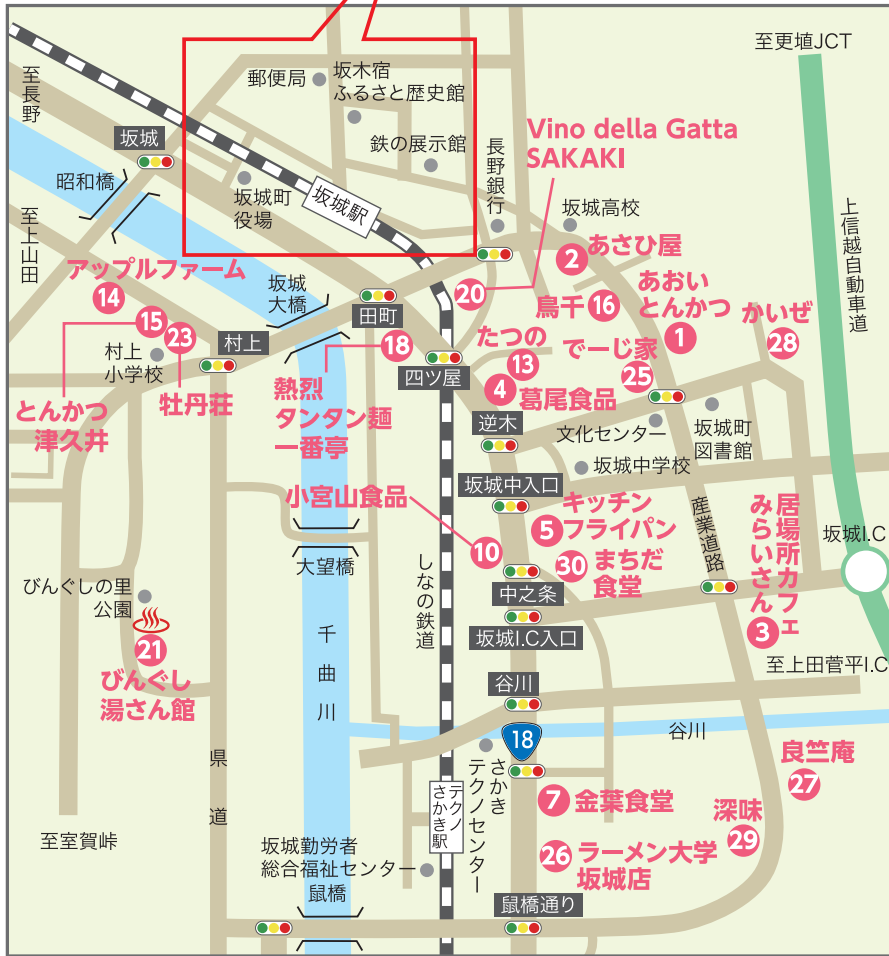 至更埴JCT
郵便局
坂木宿
ふるさと歴史館
至長野
鉄の展示館
坂城
昭和橋
坂城町
役場
坂城駅
長野銀行
Vino della Gatta
SAKAKI
坂城高校
上信越自動車道
至上山田
アップルファーム
14
坂城
大橋
2
あさひ屋
20
鳥千
16
あおい
とんかつ
1
かいぜ
28
田町
15
23
村上
小学校
村上
18
四ツ屋
たつの
13
でーじ家
25
とんかつ
津久井
牡丹荘
熱烈
タンタン麺
一番亭
4
葛尾食品
逆木
文化センター
坂城町
図書館
坂城中学校
坂城中入口
小宮山食品
10
キッチン
フライパン
5
産業道路
居場所カフェ
みらいさん
3
坂城I.C
大望橋
しなの鉄道
30
まちだ
食堂
中之条
びんぐしの里
公園
坂城I.C入口
21
びんぐし
湯さん館
千曲川
至上田菅平I.C
谷川
18
谷川
県道
さかき
テクノセンター
テクノ
さかき駅
良竺庵
27
7
金葉食堂
深味
29
至室賀峠
坂城勤労者
総合福祉センター
26
ラーメン大学
坂城店
鼠橋
鼠橋通り